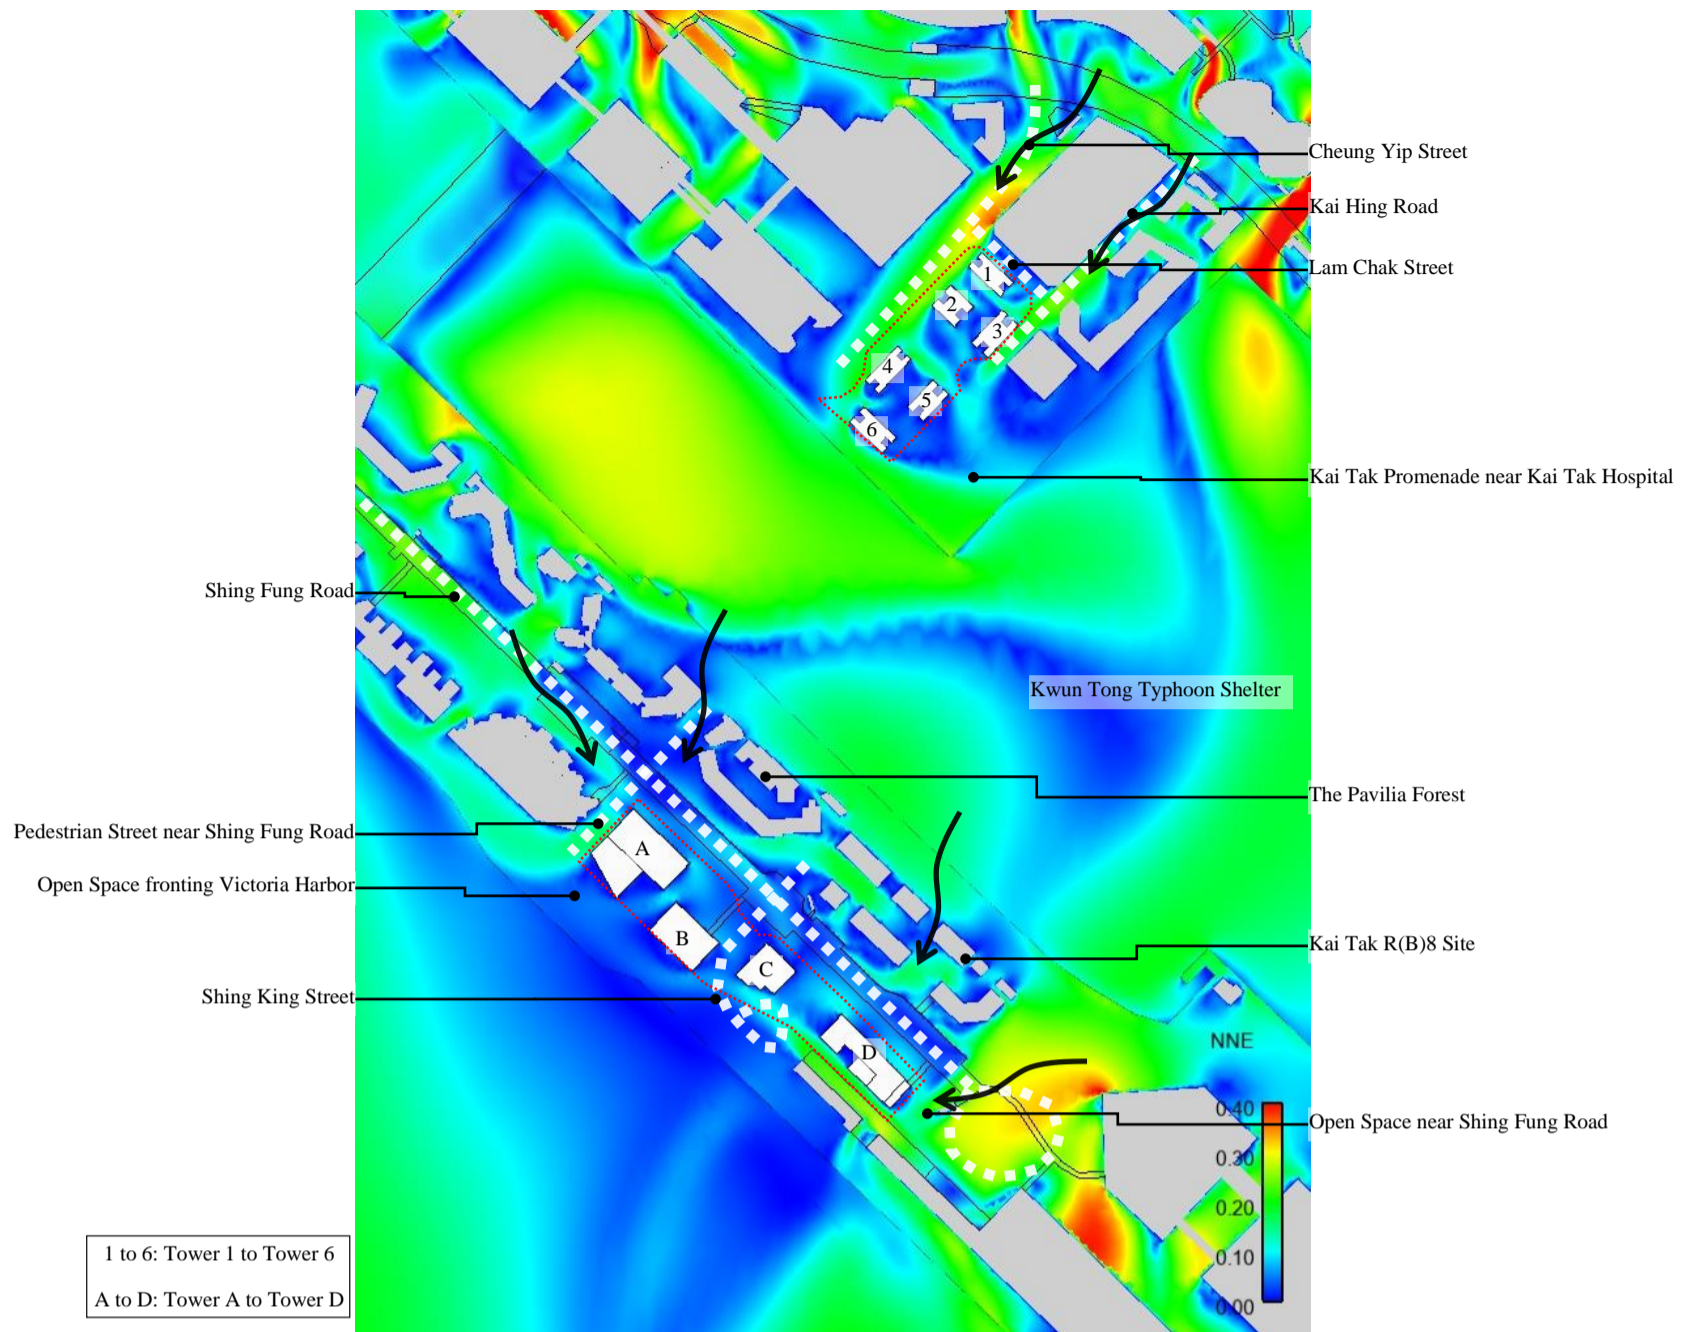 Cheung Yip Street
Kai Hing Road
Lam Chak Street
1
2
3
4
5
6
Kai Tak Promenade near Kai Tak Hospital
Shing Fung Road
Kwun Tong Typhoon Shelter
The Pavilia Forest
Pedestrian Street near Shing Fung Road
A
Open Space fronting Victoria Harbor
B
Kai Tak R(B)8 Site
C
Shing King Street
NNE
D
0.40
Open Space near Shing Fung Road
0.30
0.20
0.10
0.00
1 to 6: Tower 1 to Tower 6
A to D: Tower A to Tower D